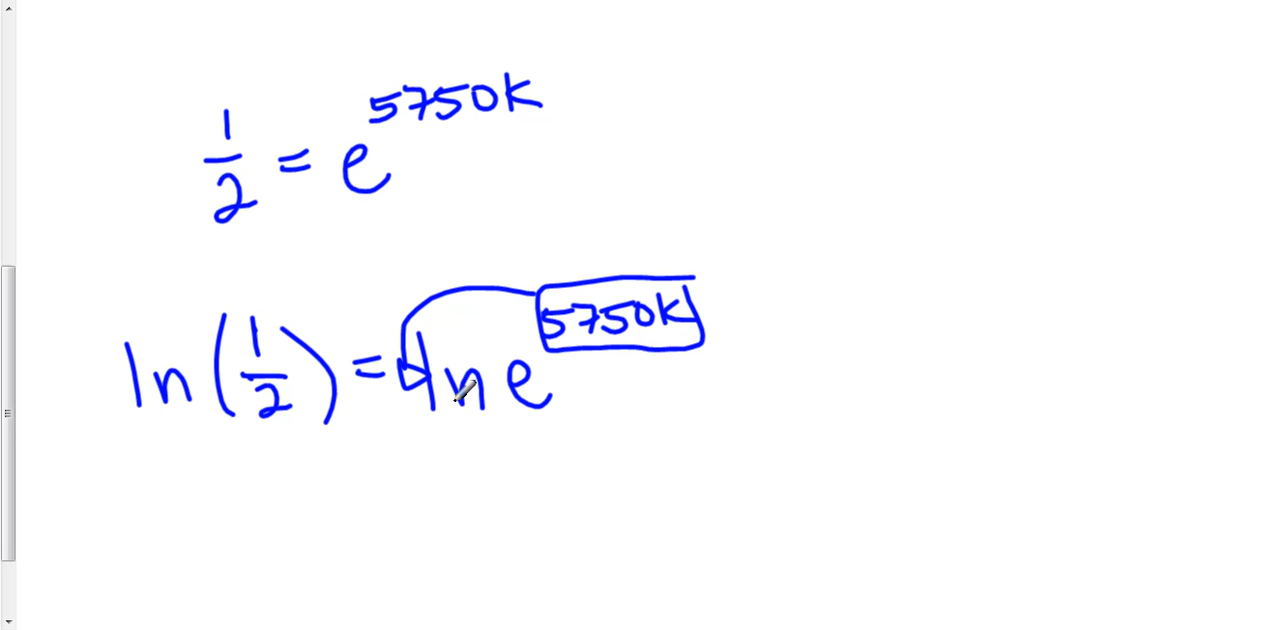 1/2 = e^5750K
ln(1/2) = ln e^5750K